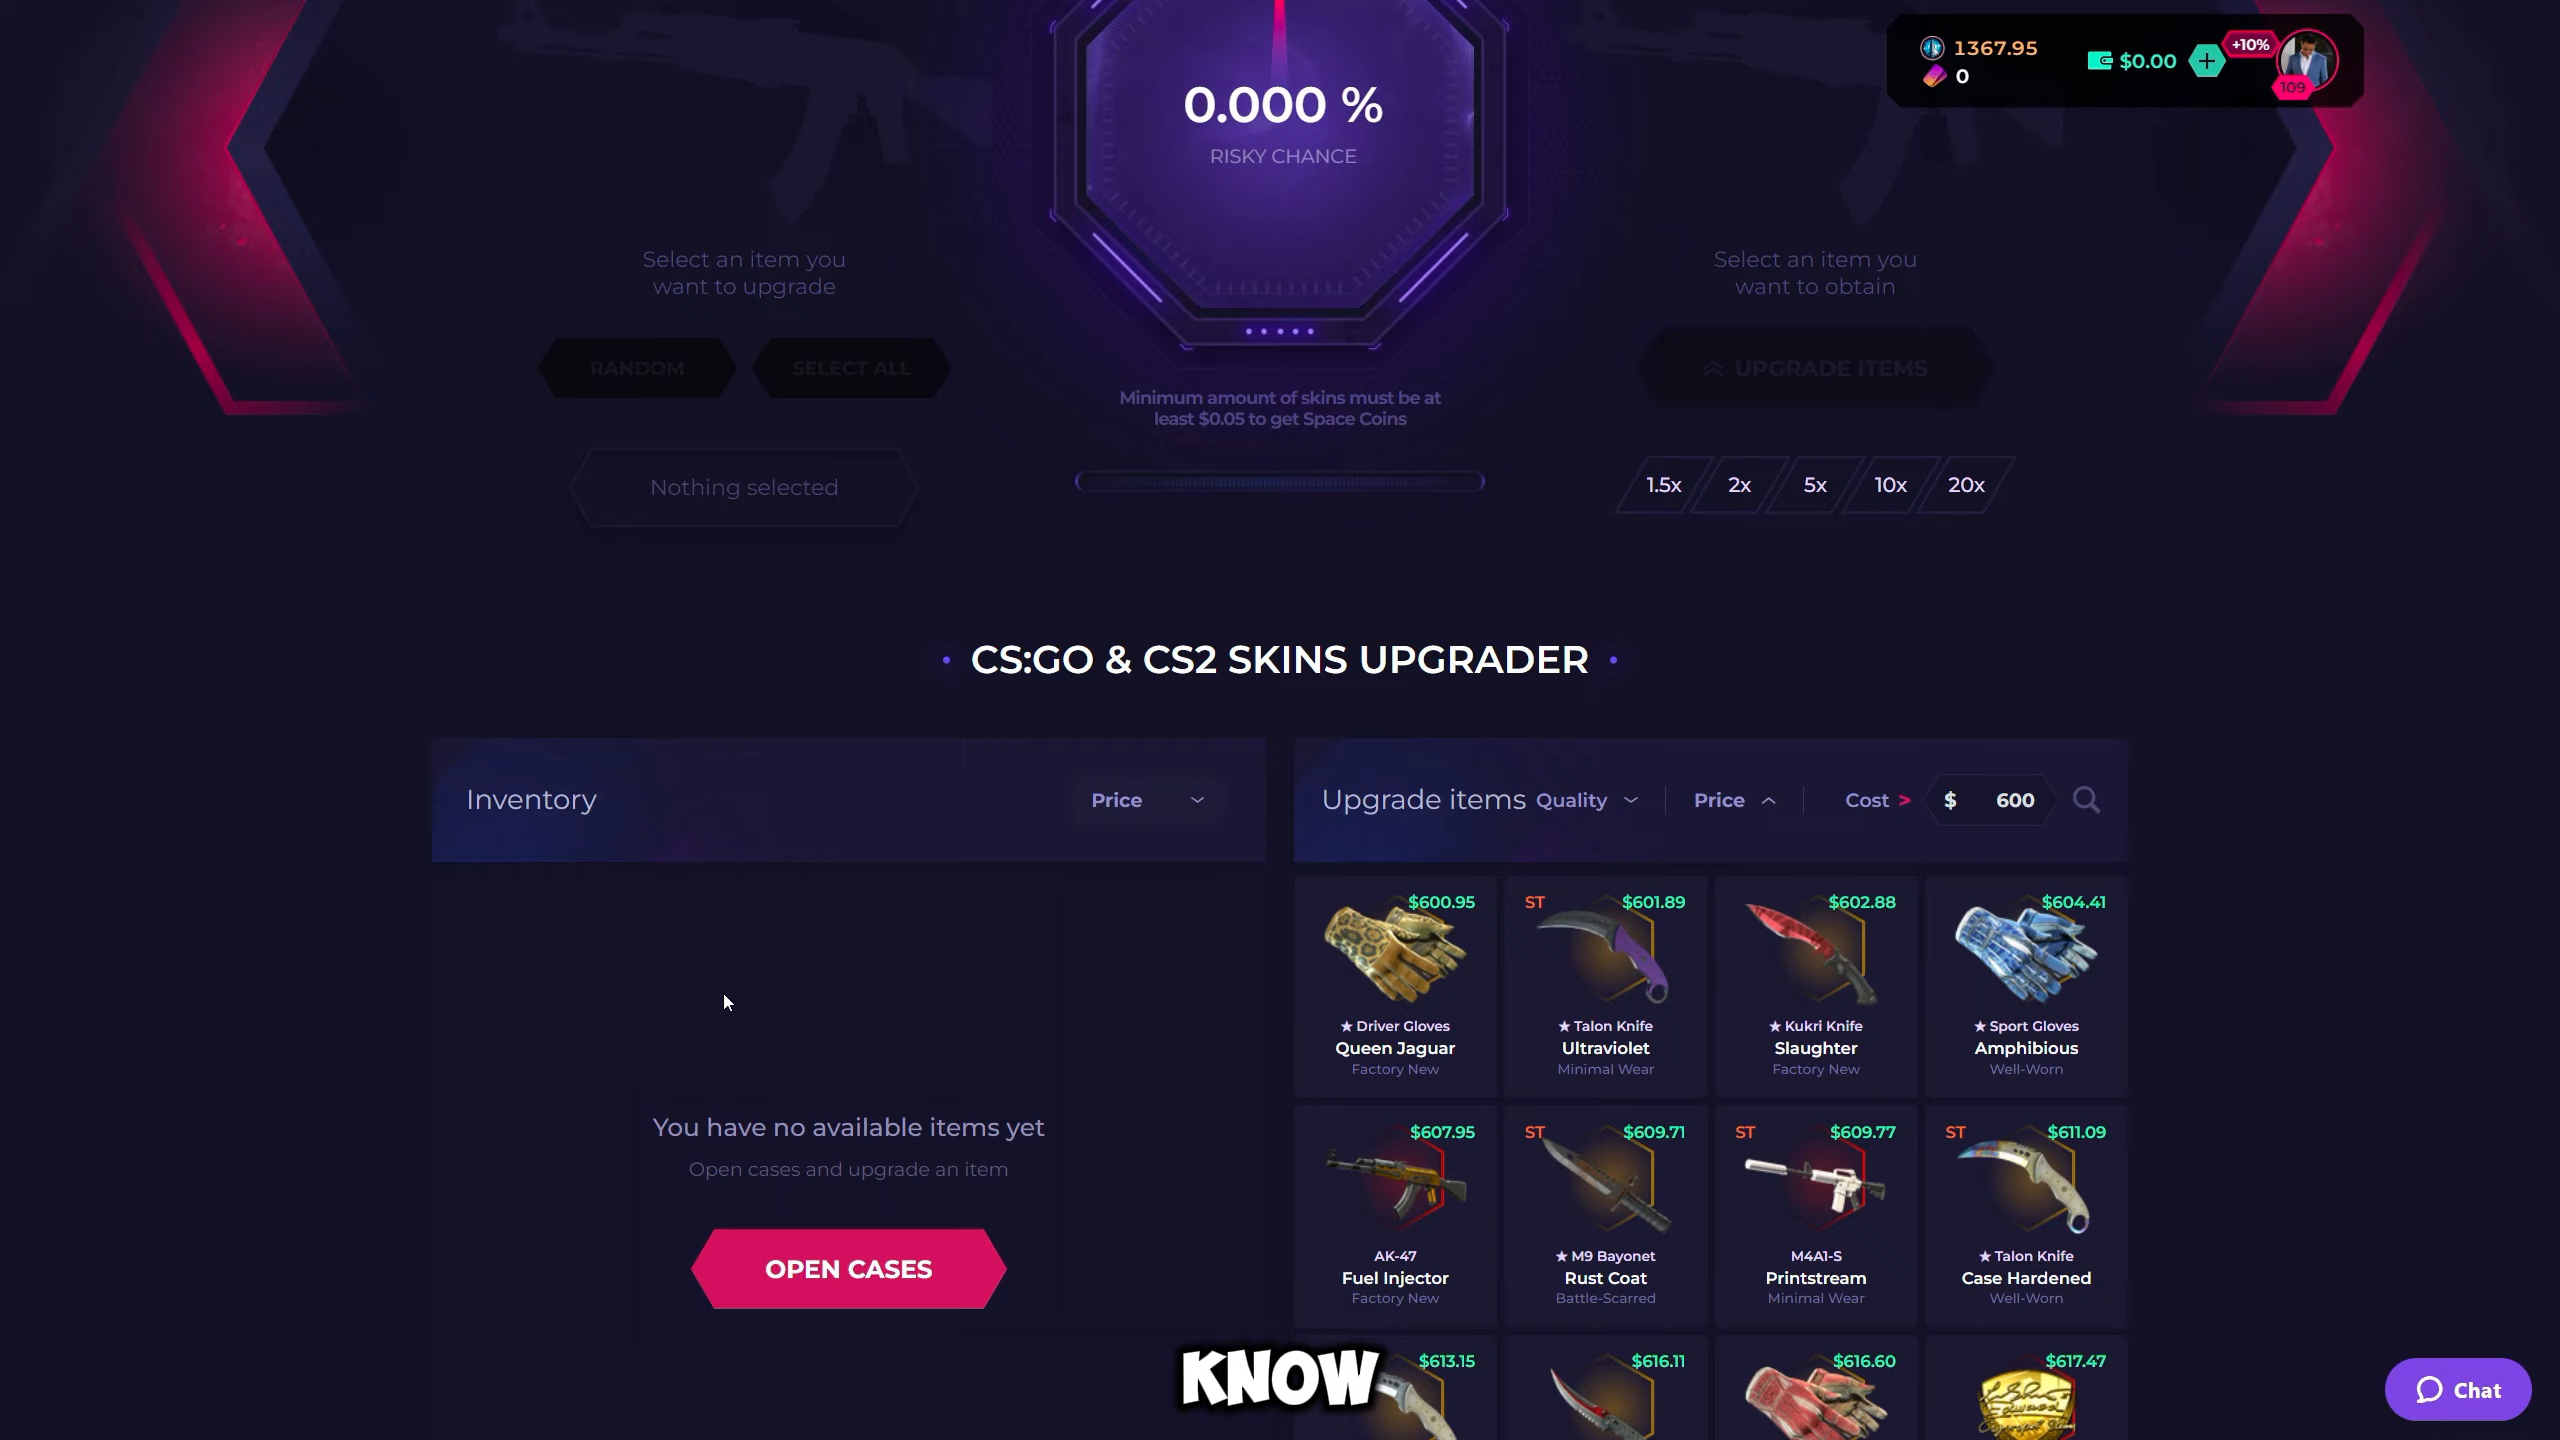 1367.95
0
$0.00
+
+10%
109
0.000 %
RISKY CHANCE
Select an item you
want to upgrade
RANDOM
SELECT ALL
Nothing selected
Minimum amount of skins must be at
least $0.05 to get Space Coins
Select an item you
want to obtain
UPGRADE ITEMS
1.5x
2x
5x
10x
20x
• CS:GO & CS2 SKINS UPGRADER •
Inventory
Price
You have no available items yet
Open cases and upgrade an item
OPEN CASES
Upgrade items
Quality
Price
Cost >
$ 600
$600.95
★ Driver Gloves
Queen Jaguar
Factory New
ST $601.89
★ Talon Knife
Ultraviolet
Minimal Wear
$602.88
★ Kukri Knife
Slaughter
Factory New
$604.41
★ Sport Gloves
Amphibious
Well-Worn
$607.95
AK-47
Fuel Injector
Factory New
ST $609.71
★ M9 Bayonet
Rust Coat
Battle-Scarred
ST $609.77
M4A1-S
Printstream
Minimal Wear
ST $611.09
★ Talon Knife
Case Hardened
Well-Worn
$613.15
$616.11
$616.60
$617.47
KNOW
Chat